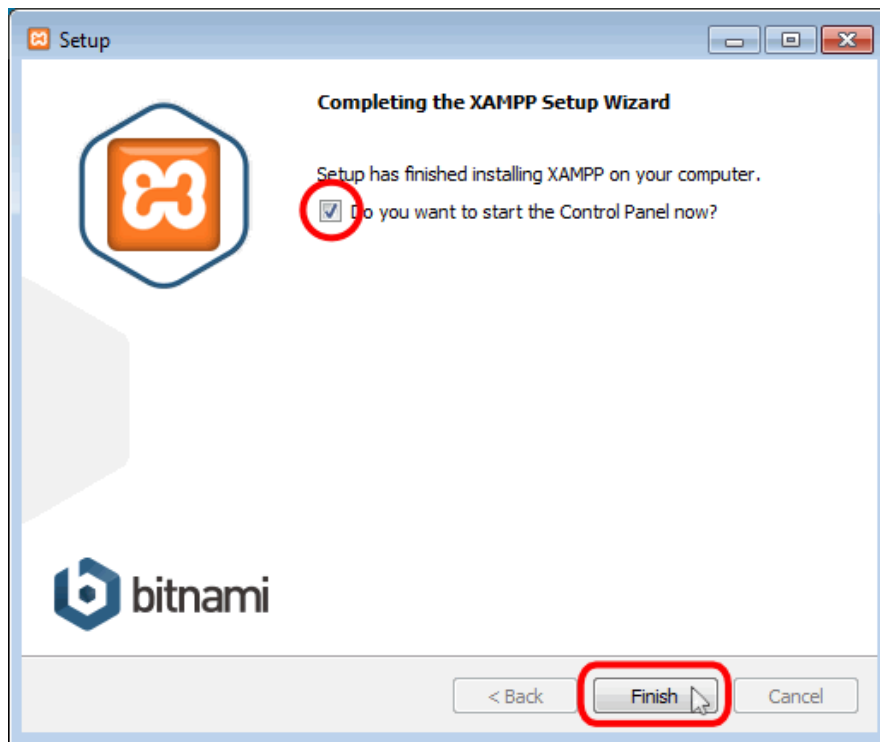 Setup
Completing the XAMPP Setup Wizard
Setup has finished installing XAMPP on your computer.
Do you want to start the Control Panel now?
bitnami
< Back Finish Cancel